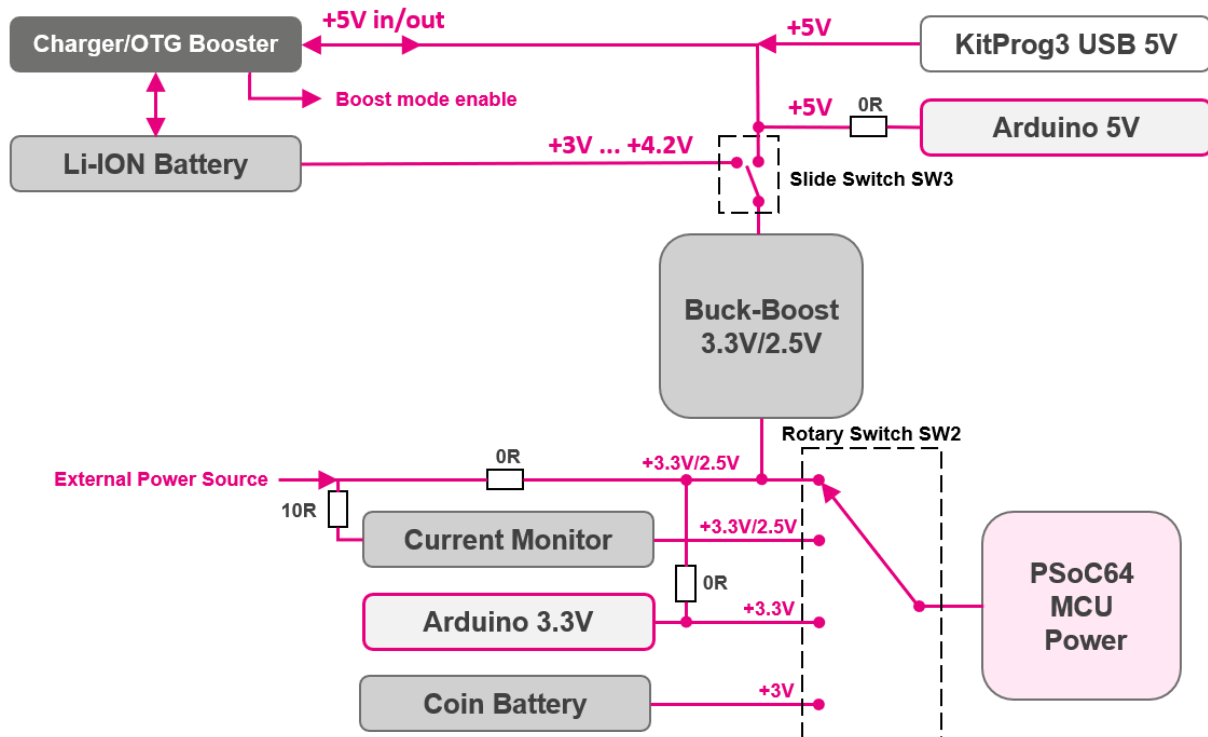 +5V in/out
Charger/OTG Booster
+5V
KitProg3 USB 5V
Boost mode enable
+5V
0R
Arduino 5V
Li-ION Battery
+3V ... +4.2V
Slide Switch SW3
Buck-Boost
3.3V/2.5V
Rotary Switch SW2
External Power Source
0R
+3.3V/2.5V
10R
Current Monitor
+3.3V/2.5V
0R
Arduino 3.3V
+3.3V
PSoC64
MCU
Power
Coin Battery
+3V